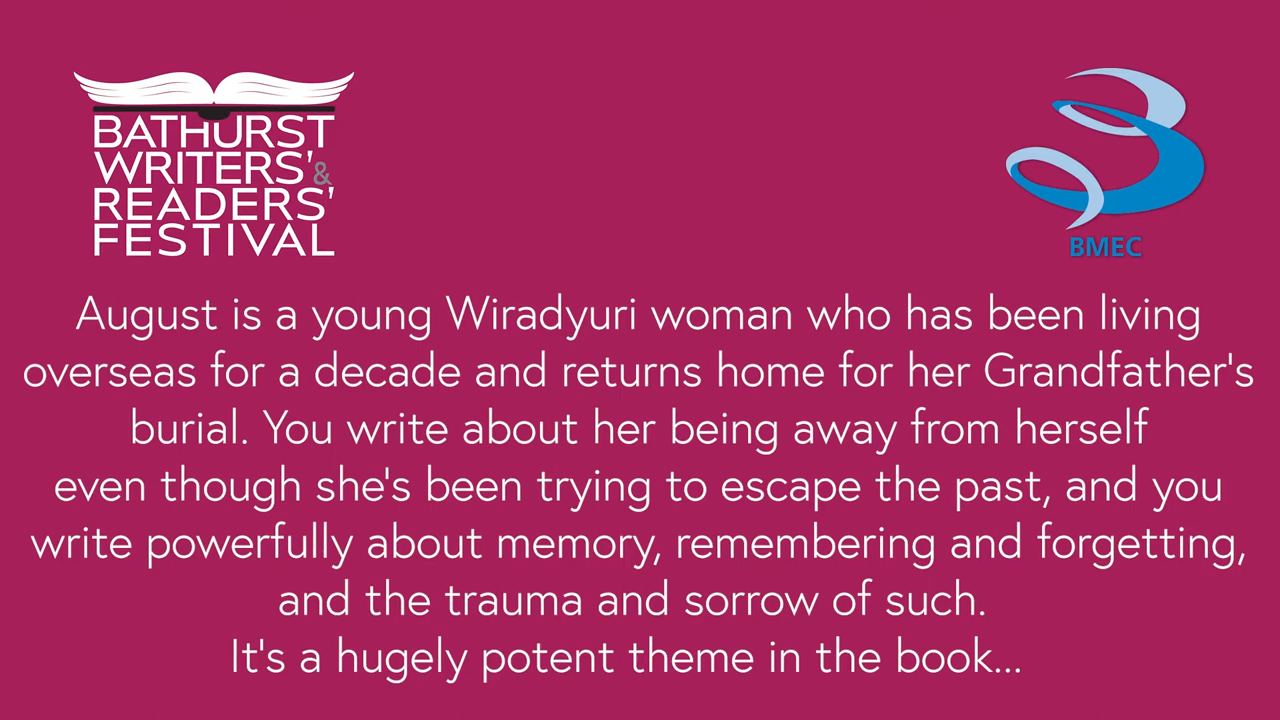 BATHURST
WRITERS' &
READERS'
FESTIVAL
BMEC
August is a young Wiradyuri woman who has been living
overseas for a decade and returns home for her Grandfather's
burial. You write about her being away from herself
even though she's been trying to escape the past, and you
write powerfully about memory, remembering and forgetting,
and the trauma and sorrow of such.
It's a hugely potent theme in the book...